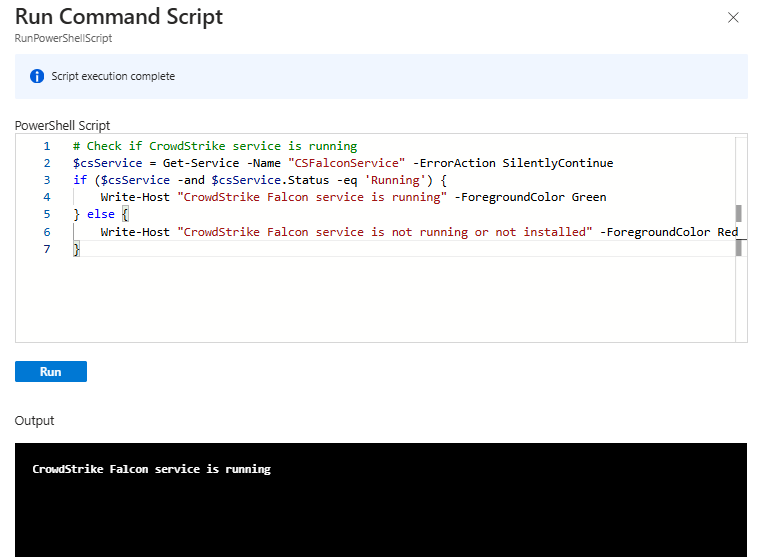 Run Command Script
RunPowerShellScript
Script execution complete
PowerShell Script
1 # Check if CrowdStrike service is running
2 $csService = Get-Service -Name "CSFalconService" -ErrorAction SilentlyContinue
3 if ($csService -and $csService.Status -eq 'Running') {
4     Write-Host "CrowdStrike Falcon service is running" -ForegroundColor Green
5 } else {
6     Write-Host "CrowdStrike Falcon service is not running or not installed" -ForegroundColor Red
7 }
Run
Output
CrowdStrike Falcon service is running